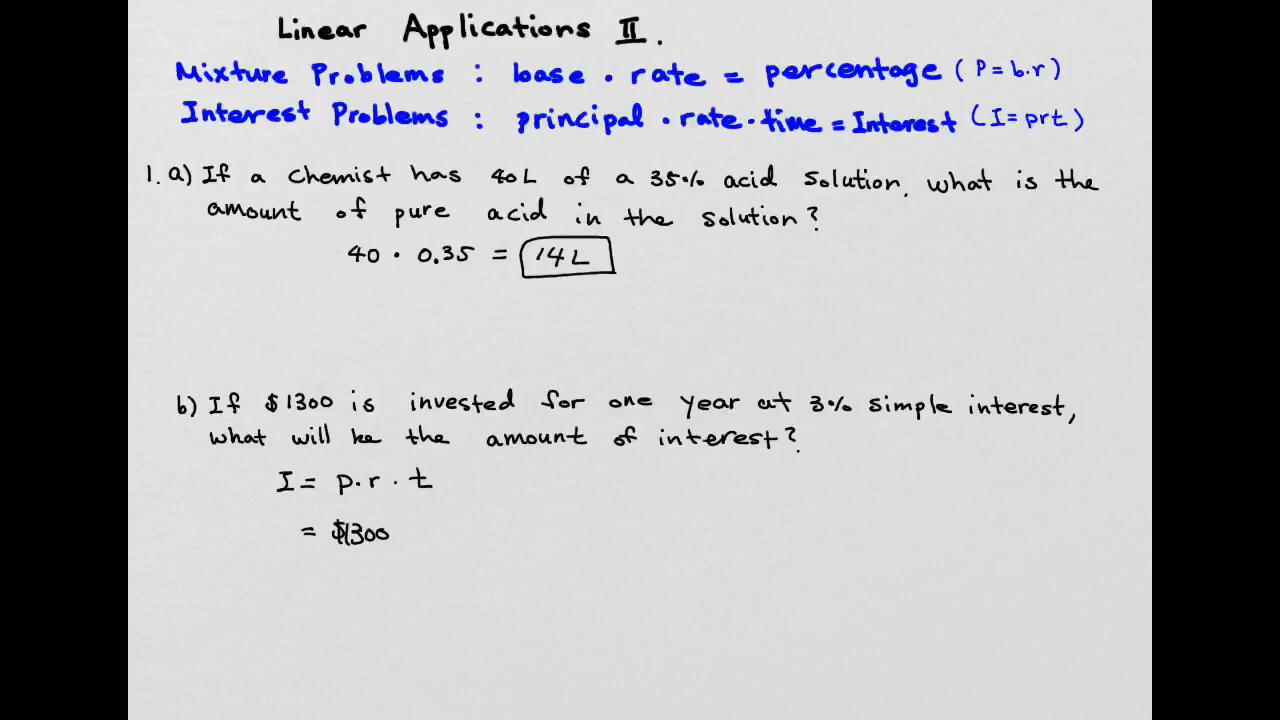 Linear Applications II.
Mixture Problems : base · rate = percentage ( P = b·r )
Interest Problems : principal · rate · time = Interest ( I = prt )
1. a) If a chemist has 40 L of a 35% acid solution, what is the
amount of pure acid in the solution?
40 · 0.35 = 14 L
b) If $1300 is invested for one year at 3% simple interest,
what will be the amount of interest?
I = p·r·t
= $1300